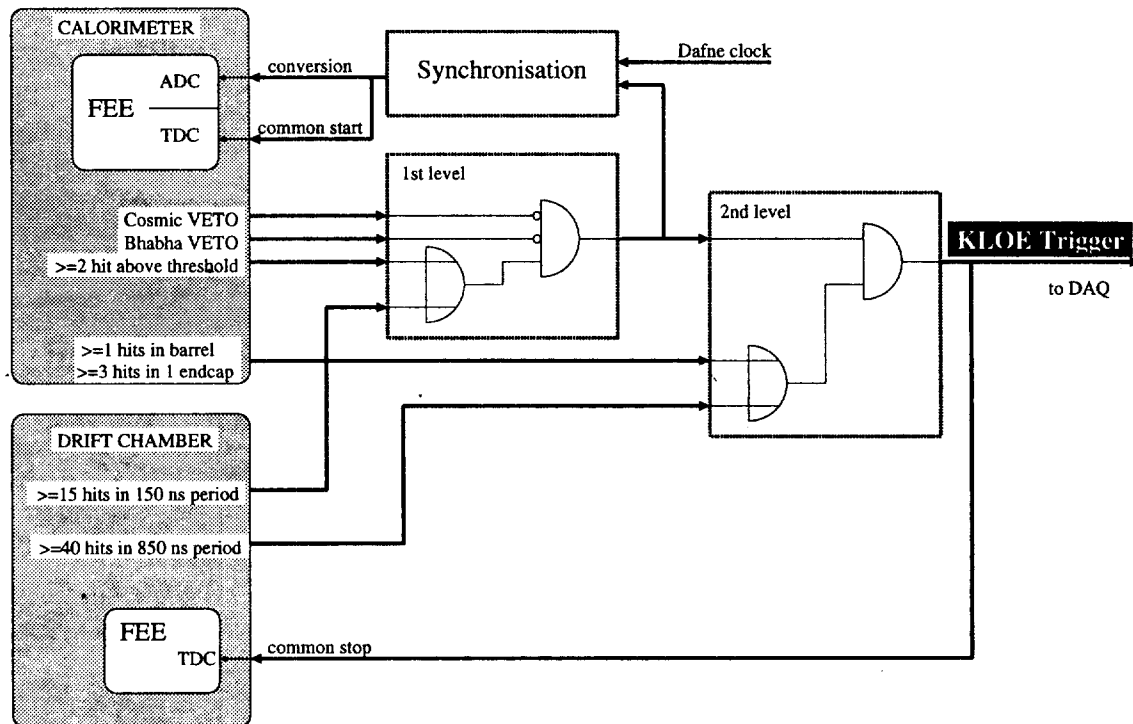 CALORIMETER
ADC
FEE
TDC
conversion
common start
Synchronisation
Dafne clock
1st level
Cosmic VETO
Bhabha VETO
>=2 hit above threshold
>=1 hits in barrel
>=3 hits in 1 endcap
2nd level
KLOE Trigger
to DAQ
DRIFT CHAMBER
>=15 hits in 150 ns period
>=40 hits in 850 ns period
FEE
TDC
common stop